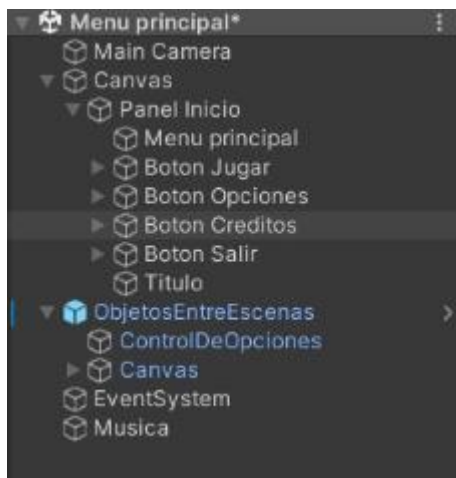 Menu principal*
Main Camera
Canvas
Panel Inicio
Menu principal
Boton Jugar
Boton Opciones
Boton Creditos
Boton Salir
Titulo
ObjetosEntreEscenas
ControlDeOpciones
Canvas
EventSystem
Musica